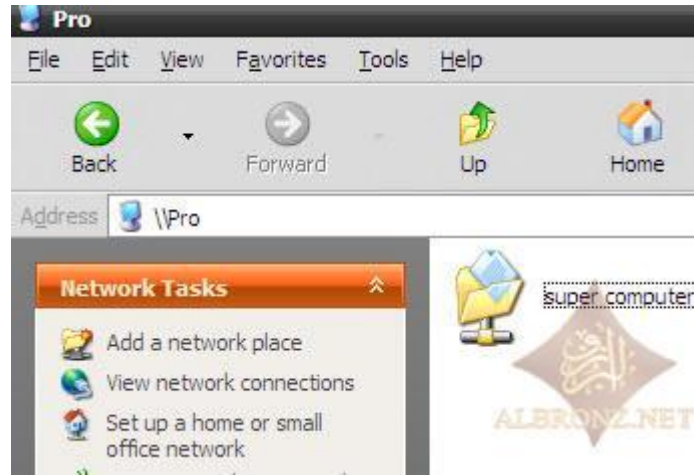 Pro
File Edit View Favorites Tools Help
Back Forward Up Home
Address \\Pro
Network Tasks
super computer
Add a network place
View network connections
Set up a home or small
office network
ALBRONZ.NET